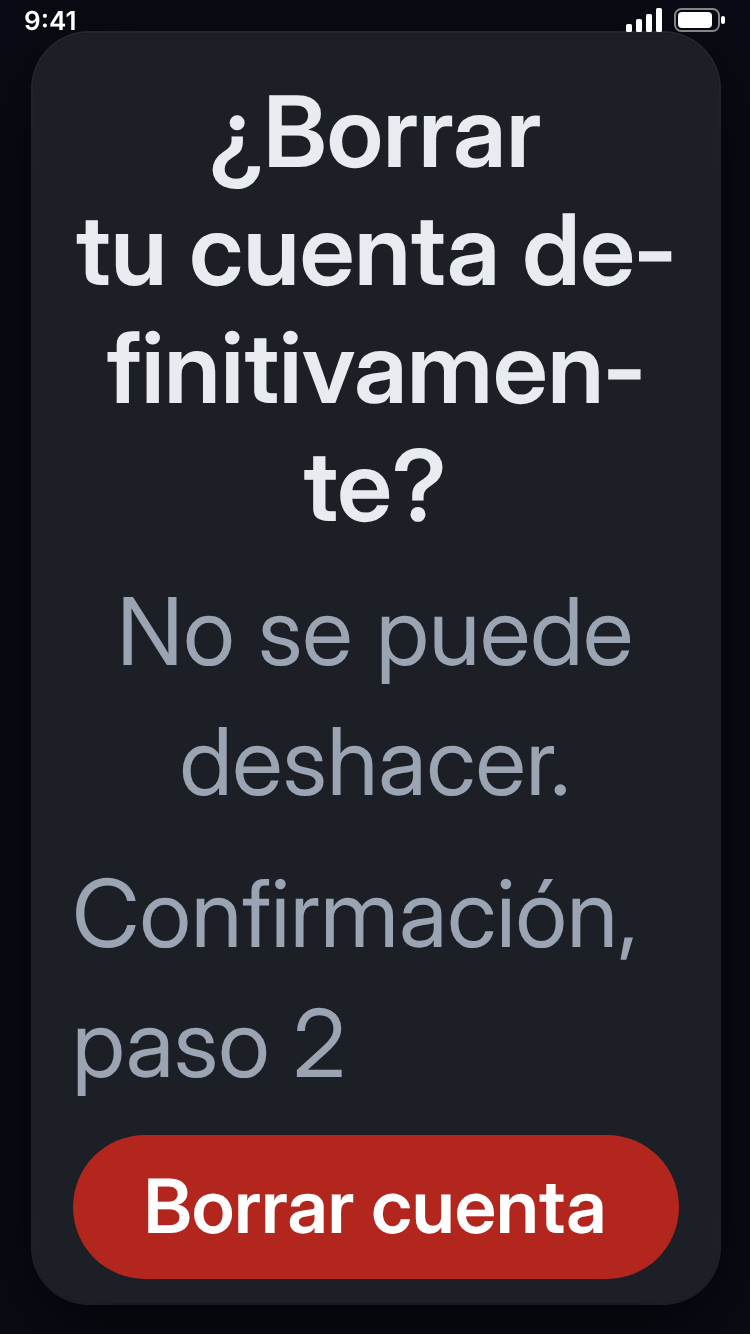 9:41
¿Borrar
tu cuenta de-
finitivamen-
te?
No se puede
deshacer.
Confirmación,
paso 2
Borrar cuenta